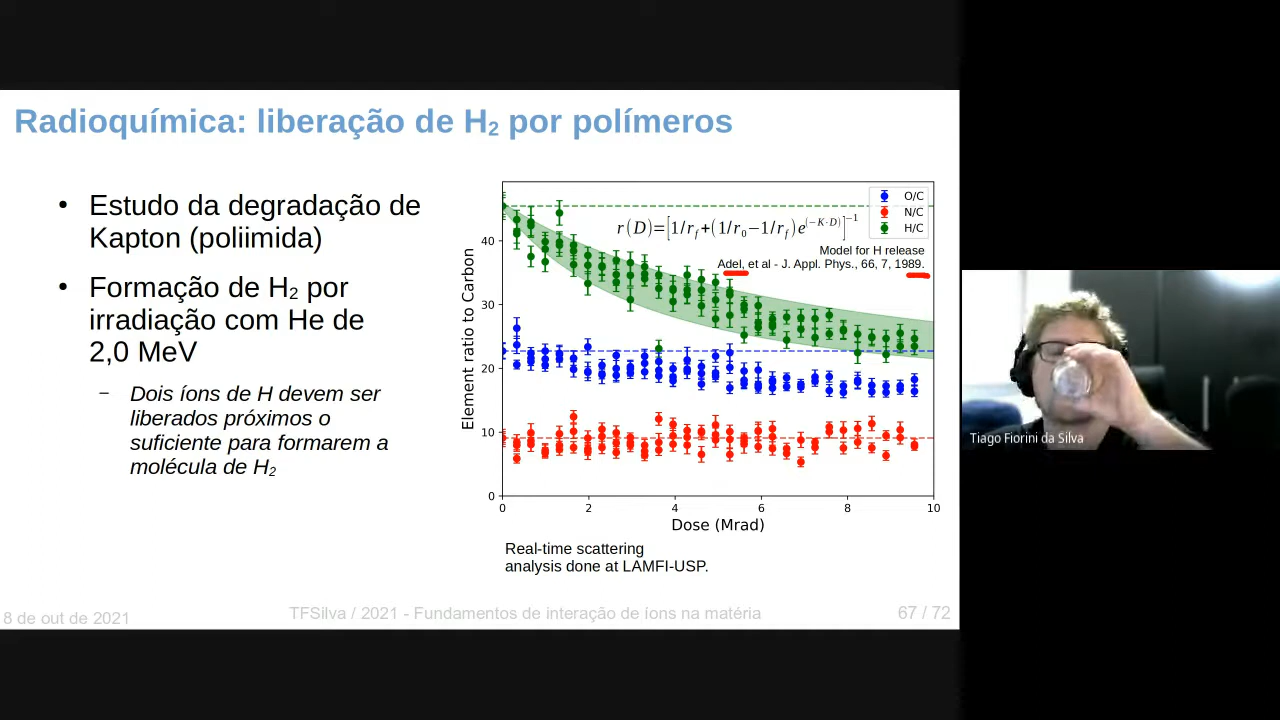 Radioquímica: liberação de H₂ por polímeros
• Estudo da degradação de
Kapton (poliimida)
• Formação de H₂ por
irradiação com He de
2,0 MeV
– Dois íons de H devem ser
liberados próximos o
suficiente para formarem a
molécula de H₂
Element ratio to Carbon
40
30
20
10
0
0 2 4 6 8 10
Dose (Mrad)
O/C
N/C
H/C
r(D)=[1/r_f+(1/r_0−1/r_f)e^(−K·D)]^−1
Model for H release
Adel, et al - J. Appl. Phys., 66, 7, 1989.
Real-time scattering
analysis done at LAMFI-USP.
8 de out de 2021
TFSilva / 2021 - Fundamentos de interação de íons na matéria
67 / 72
Tiago Fiorini da Silva